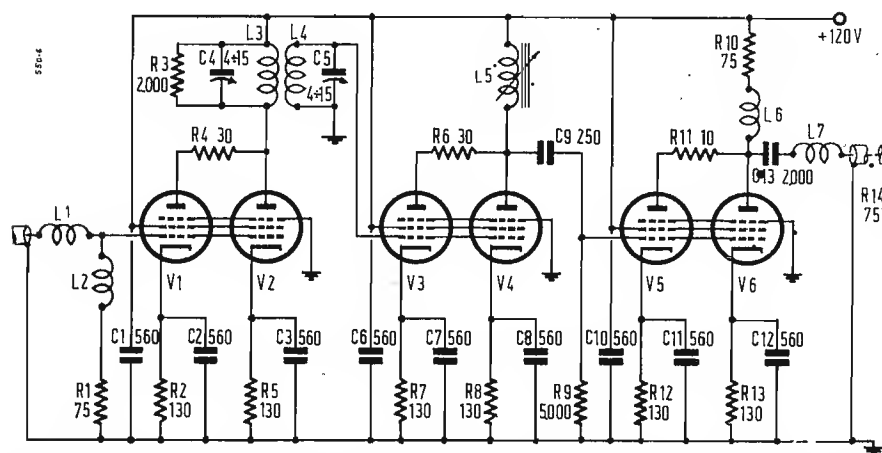 550-6
L3
L4
C4
4÷15
R3
2,000
C5
4÷15
L5
R10
75
+120V
L6
R4 30
R6 30
C9 250
R11 10
L7
C13 2,000
R14
75
L1
L2
V1
V2
V3
V4
V5
V6
C1 560
C2 560
C3 560
C6 560
C7 560
C8 560
C10 560
C11 560
C12 560
R1
75
R2
130
R5
130
R7
130
R8
130
R9
5,000
R12
130
R13
130